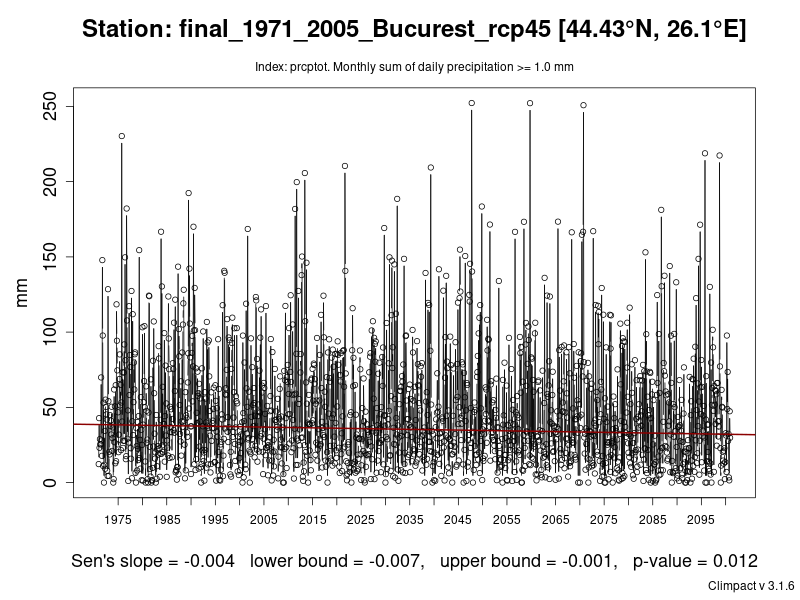 Station: final_1971_2005_Bucurest_rcp45 [44.43°N, 26.1°E]
Index: prcptot. Monthly sum of daily precipitation >= 1.0 mm
250
200
150
100
50
0
mm
1975 1985 1995 2005 2015 2025 2035 2045 2055 2065 2075 2085 2095
Sen's slope = -0.004 lower bound = -0.007, upper bound = -0.001, p-value = 0.012
Climpact v 3.1.6